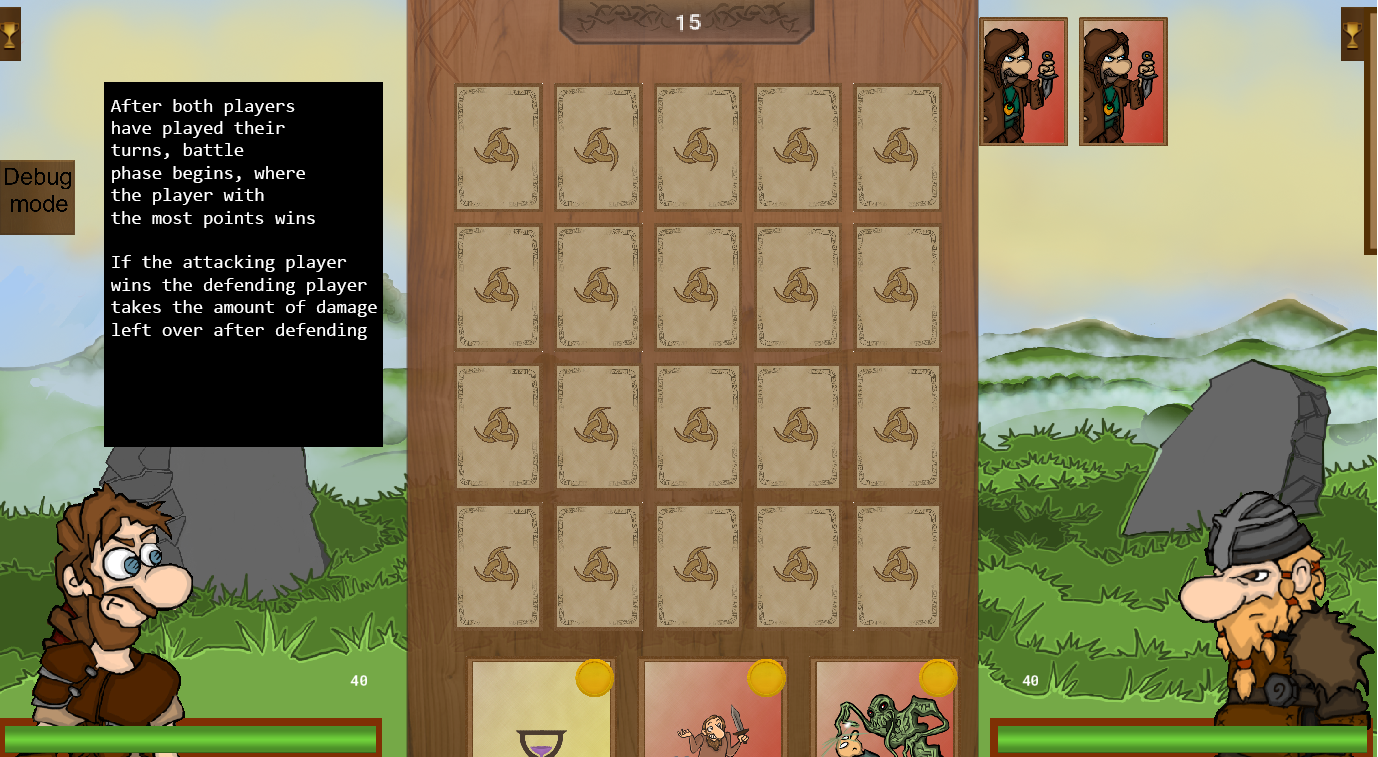 15
After both players
have played their
turns, battle
phase begins, where
the player with
the most points wins
If the attacking player
wins the defending player
takes the amount of damage
left over after defending
Debug
mode
40
40